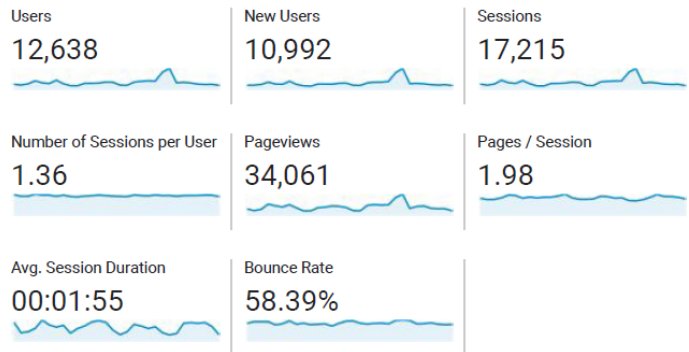 Users
12,638
New Users
10,992
Sessions
17,215
Number of Sessions per User
1.36
Pageviews
34,061
Pages / Session
1.98
Avg. Session Duration
00:01:55
Bounce Rate
58.39%